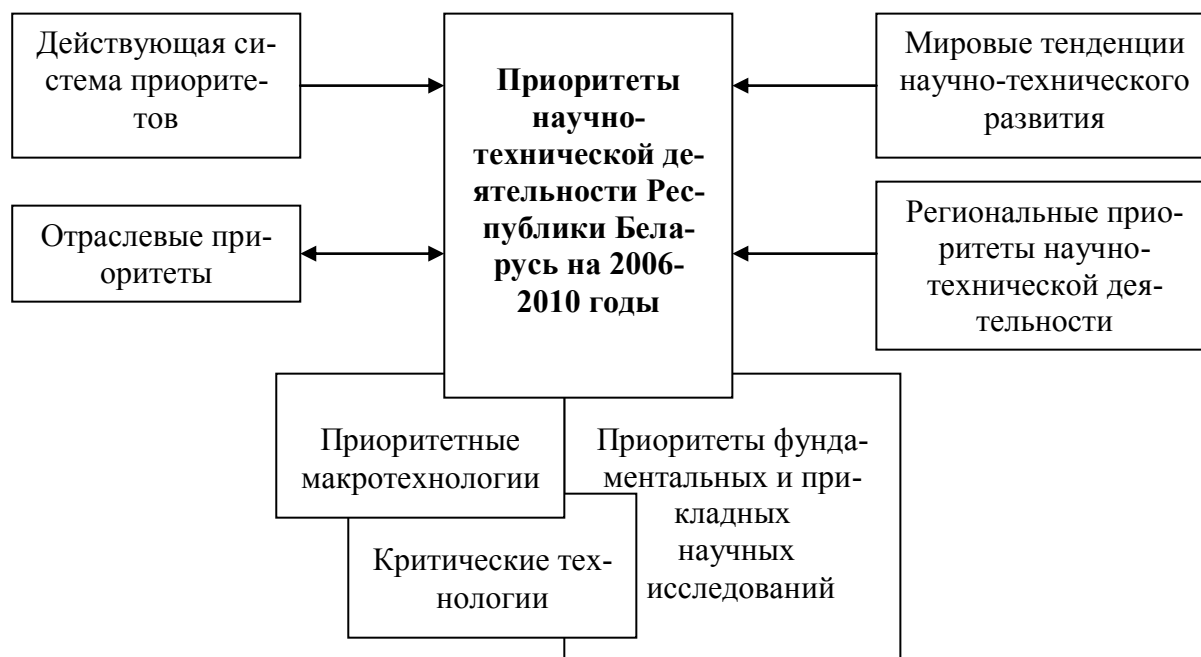 Действующая си-
стема приорите-
тов
Отраслевые при-
оритеты
Приоритеты
научно-
технической де-
ятельности Рес-
публики Бела-
русь на 2006-
2010 годы
Мировые тенденции
научно-технического
развития
Региональные прио-
ритеты научно-
технической дея-
тельности
Приоритетные
макротехнологии
Критические тех-
нологии
Приоритеты фунда-
ментальных и при-
кладных
научных
исследований